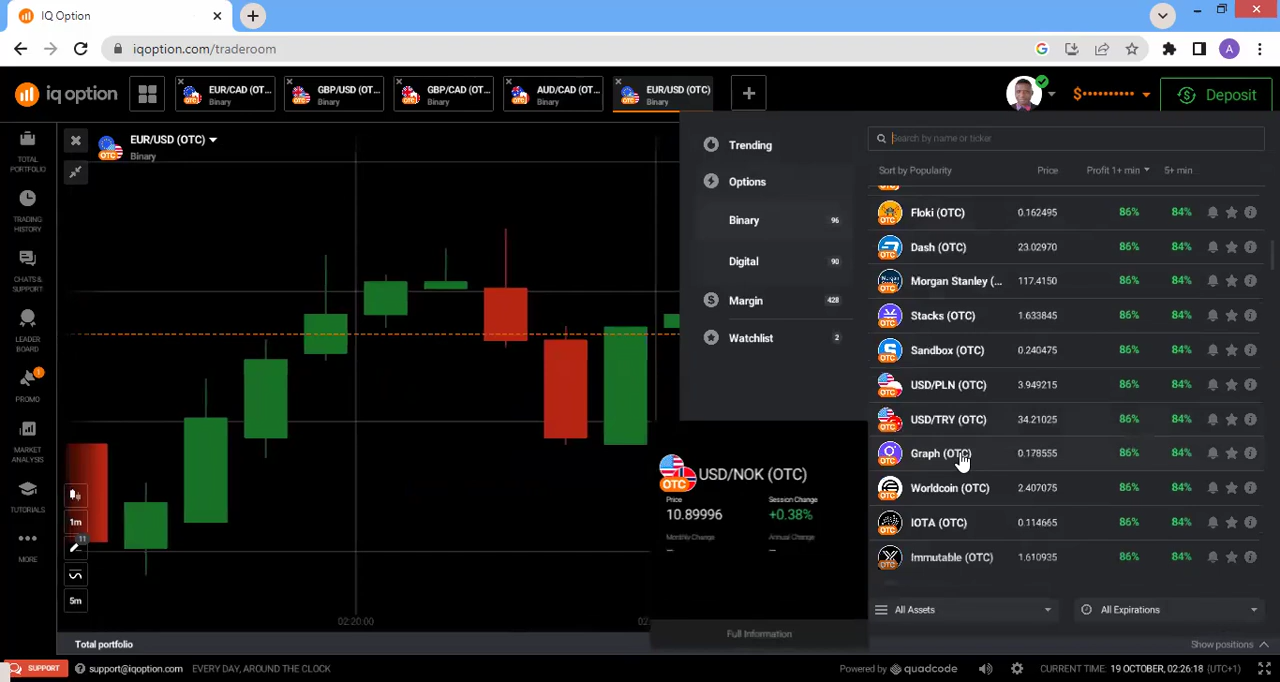 IQ Option
iqoption.com/traderoom
A
iq option
EUR/CAD (OT...
Binary
GBP/USD (OT...
Binary
GBP/CAD (OT...
Binary
AUD/CAD (OT...
Binary
EUR/USD (OTC)
Binary
$••••••••••
Deposit
TOTAL
PORTFOLIO
TRADING
HISTORY
CHATS &
SUPPORT
LEADER
BOARD
1
PROMO
MARKET
ANALYSIS
TUTORIALS
MORE
EUR/USD (OTC)
Binary
1m
11
5m
02:20:00
Trending
Options
Binary 96
Digital 90
Margin 428
Watchlist 2
USD/NOK (OTC)
OTC
Price Session Change
10.89996 +0.38%
Monthly Change Annual Change
— —
Full Information
Search by name or ticker
Sort by Popularity Price Profit 1+ min 5+ min
Floki (OTC) 0.162495 86% 84%
Dash (OTC) 23.02970 86% 84%
Morgan Stanley (... 117.4150 86% 84%
Stacks (OTC) 1.633845 86% 84%
Sandbox (OTC) 0.240475 86% 84%
USD/PLN (OTC) 3.949215 86% 84%
USD/TRY (OTC) 34.21025 86% 84%
Graph (OTC) 0.178555 86% 84%
Worldcoin (OTC) 2.407075 86% 84%
IOTA (OTC) 0.114665 86% 84%
Immutable (OTC) 1.610935 86% 84%
All Assets All Expirations
Total portfolio Show positions
SUPPORT support@iqoption.com EVERY DAY, AROUND THE CLOCK Powered by quadcode CURRENT TIME: 19 OCTOBER, 02:26:18 (UTC+1)